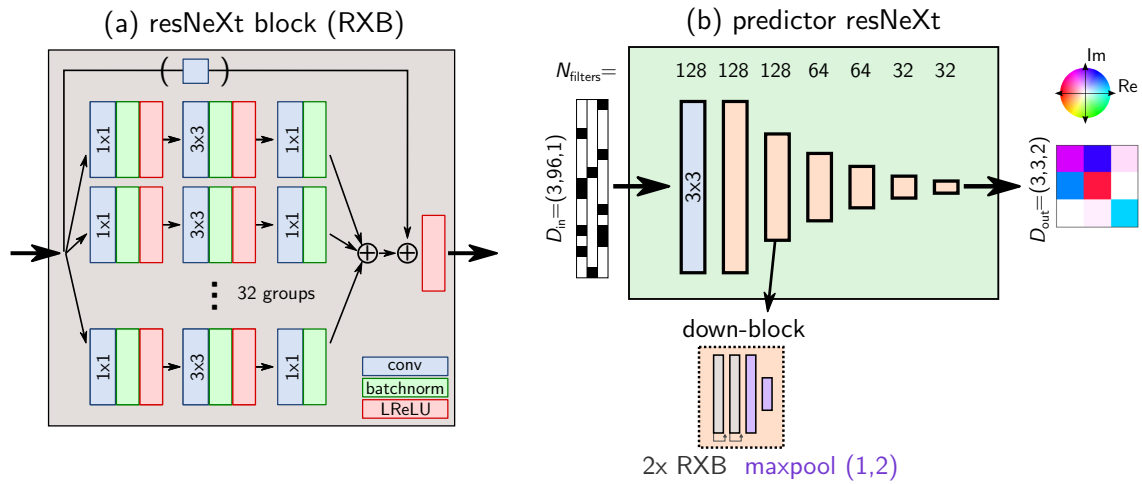 (a) resNeXt block (RXB)
( )
1x1
3x3
1x1
1x1
3x3
1x1
32 groups
1x1
3x3
1x1
conv
batchnorm
LReLU
(b) predictor resNeXt
N_filters= 128 128 128 64 64 32 32
D_in=(3,96,1)
3x3
Im
Re
D_out=(3,3,2)
down-block
2x RXB maxpool (1,2)